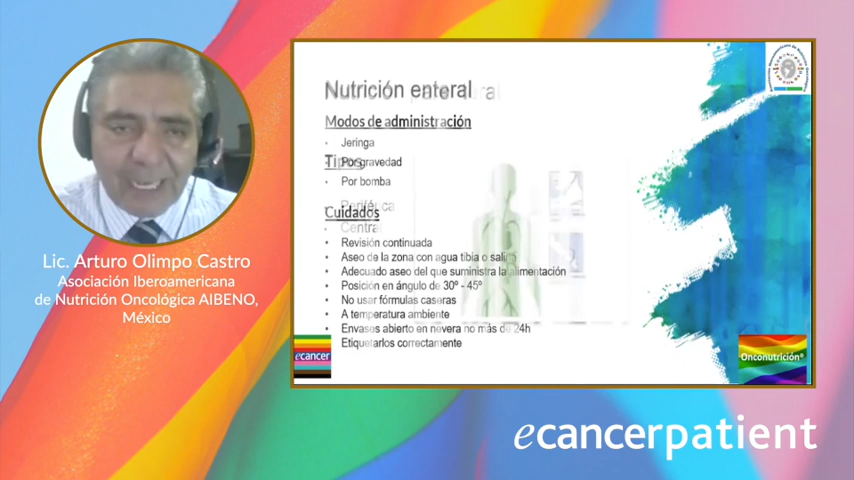 Nutrición enteral
Modos de administración
Jeringa
Tipos
Por gravedad
Por bomba
Periférica
Cuidados
Central
Revisión continuada
Aseo de la zona con agua tibia o salina
Adecuado aseo del que suministra la alimentación
Posición en ángulo de 30º - 45º
No usar fórmulas caseras
A temperatura ambiente
Envases abierto en nevera no más de 24h
Etiquetarlos correctamente
ecancer
Onconutrición®
Lic. Arturo Olimpo Castro
Asociación Iberoamericana
de Nutrición Oncológica AIBENO,
México
ecancerpatient